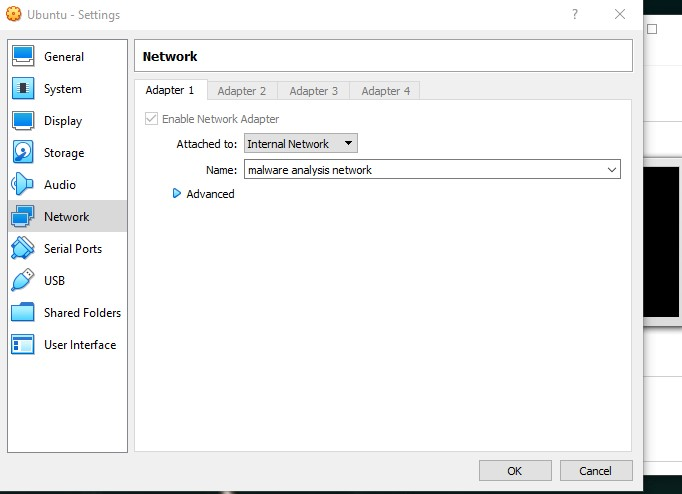 Ubuntu - Settings
?
General
System
Display
Storage
Audio
Network
Serial Ports
USB
Shared Folders
User Interface
Network
Adapter 1 Adapter 2 Adapter 3 Adapter 4
Enable Network Adapter
Attached to: Internal Network
Name: malware analysis network
Advanced
OK Cancel